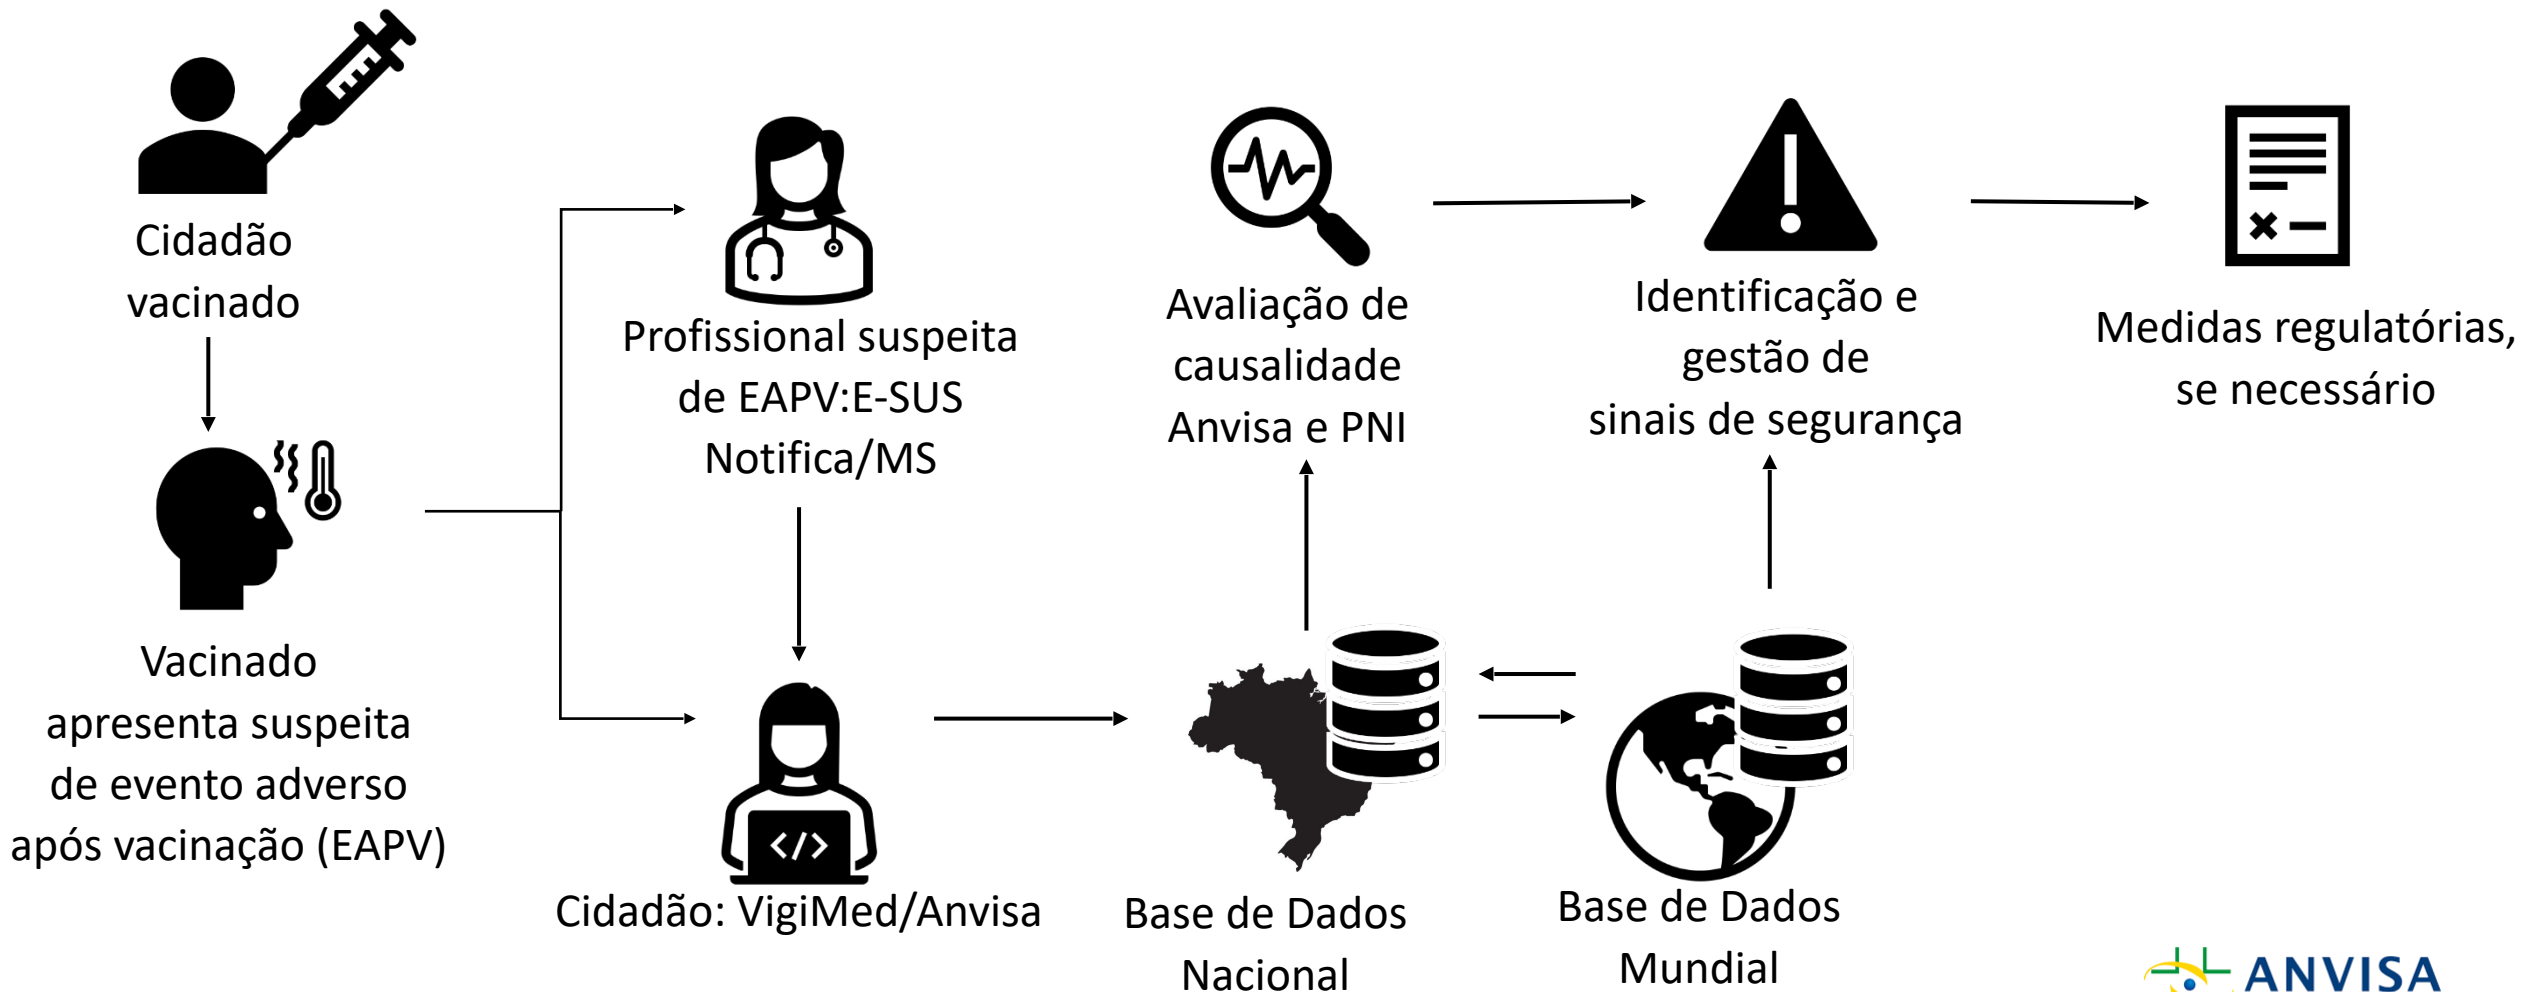 Cidadão
vacinado
Vacinado
apresenta suspeita
de evento adverso
após vacinação (EAPV)
Profissional suspeita
de EAPV:E-SUS
Notifica/MS
</>
Cidadão: VigiMed/Anvisa
Avaliação de
causalidade
Anvisa e PNI
Base de Dados
Nacional
Identificação e
gestão de
sinais de segurança
Base de Dados
Mundial
Medidas regulatórias,
se necessário
ANVISA